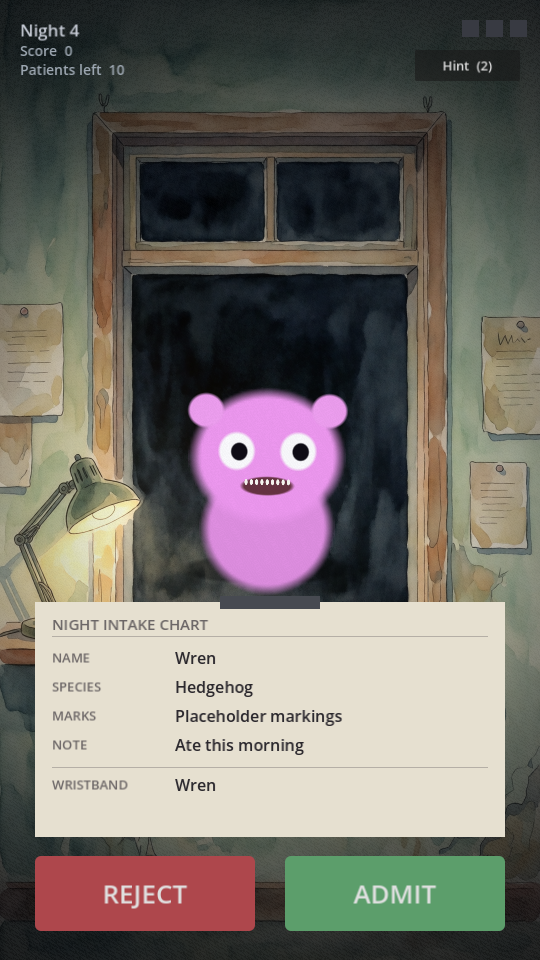 Night 4
Score 0
Patients left 10
Hint (2)
NIGHT INTAKE CHART
NAME Wren
SPECIES Hedgehog
MARKS Placeholder markings
NOTE Ate this morning
WRISTBAND Wren
REJECT
ADMIT